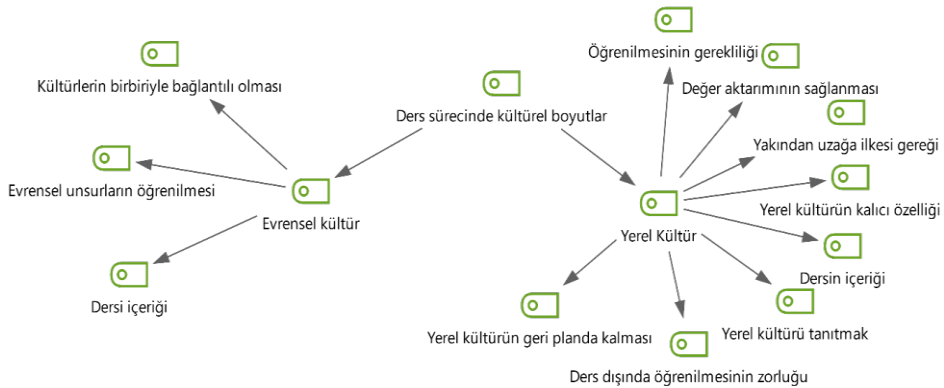 Öğrenilmesinin gerekliliği
Kültürlerin birbiriyle bağlantılı olması
Değer aktarımının sağlanması
Ders sürecinde kültürel boyutlar
Yakından uzağa ilkesi gereği
Evrensel unsurların öğrenilmesi
Yerel kültürün kalıcı özelliği
Evrensel kültür
Yerel Kültür
Dersin içeriği
Dersi içeriği
Yerel kültürün geri planda kalması
Yerel kültürü tanıtmak
Ders dışında öğrenilmesinin zorluğu